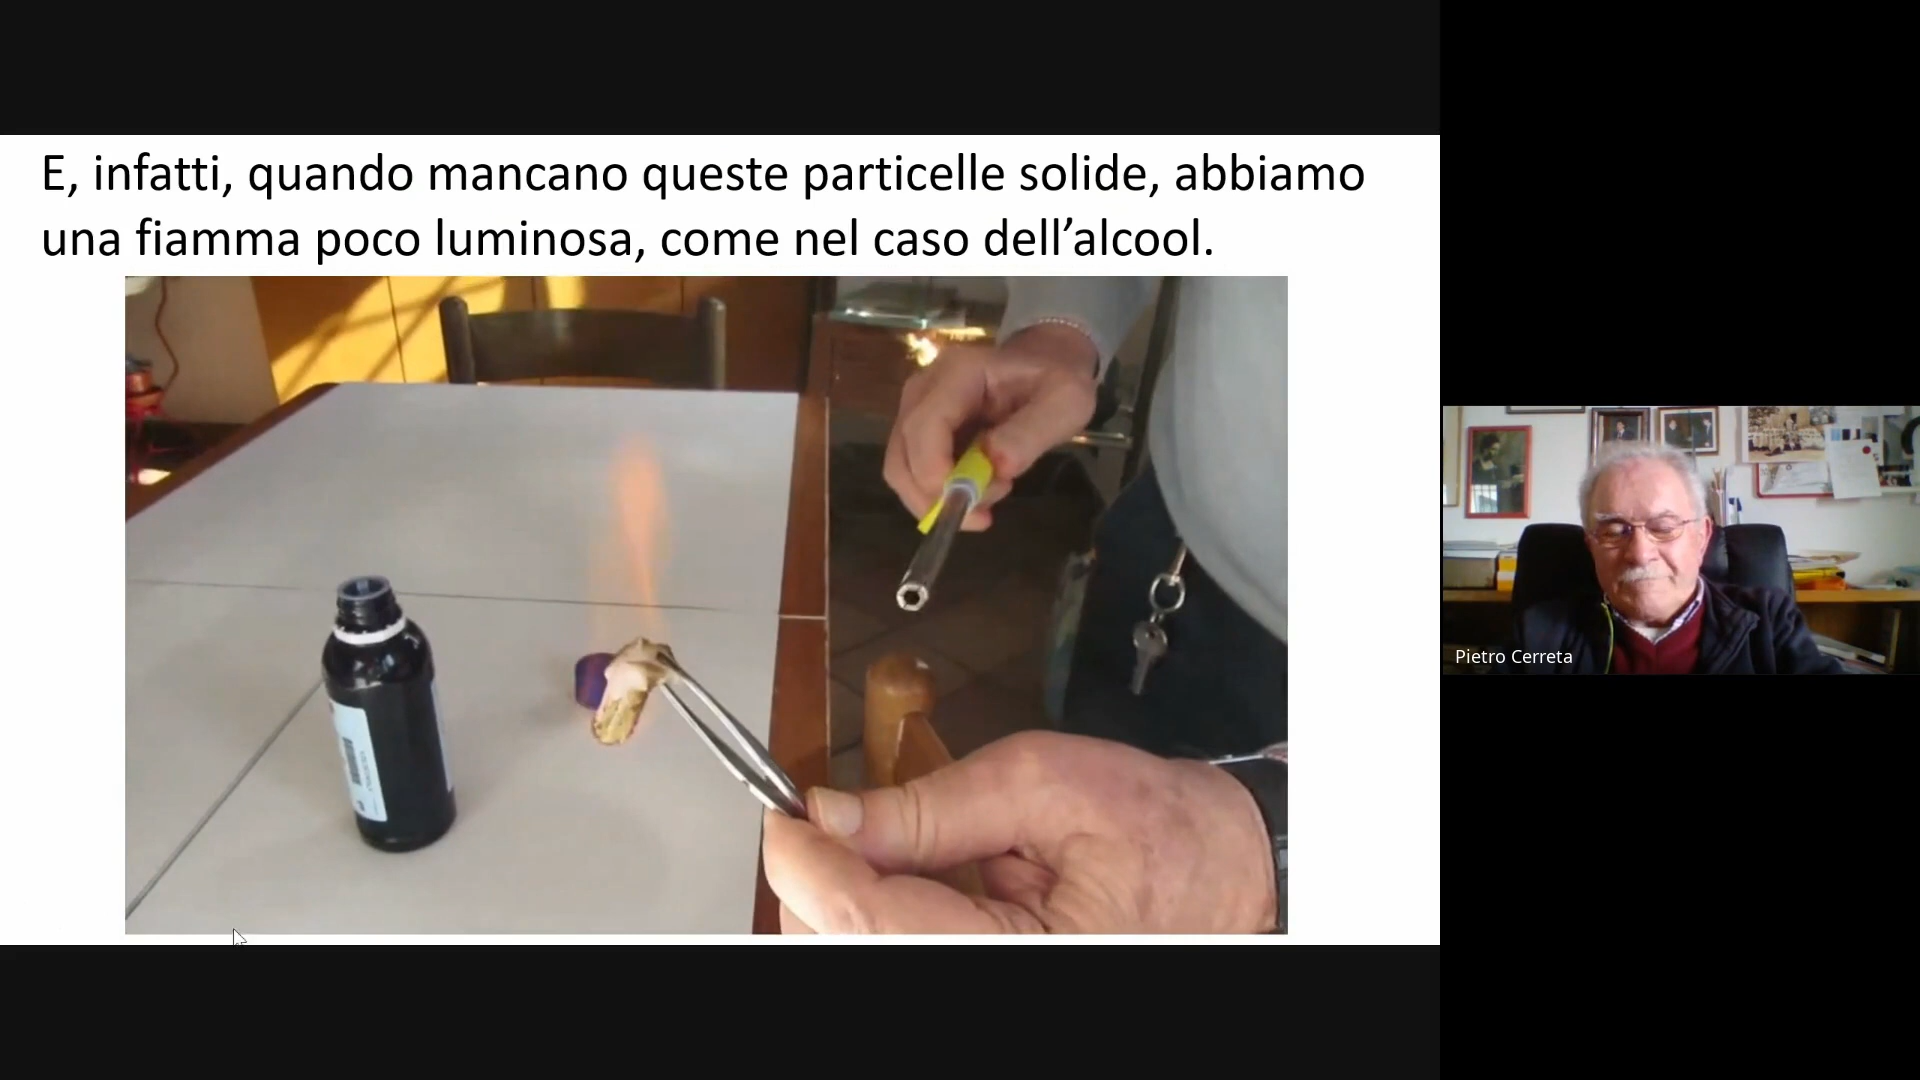 E, infatti, quando mancano queste particelle solide, abbiamo
una fiamma poco luminosa, come nel caso dell’alcool.
Pietro Cerreta